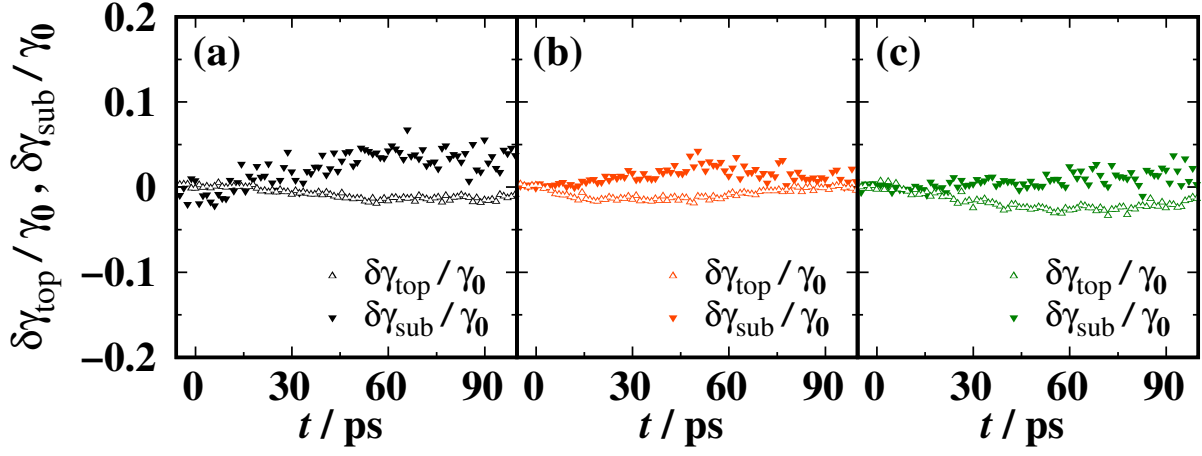 δγtop / γ0 , δγsub / γ0
0.2
0.1
0
−0.1
−0.2
(a)
δγtop / γ0
δγsub / γ0
0 30 60 90
t / ps
(b)
δγtop / γ0
δγsub / γ0
0 30 60 90
t / ps
(c)
δγtop / γ0
δγsub / γ0
0 30 60 90
t / ps